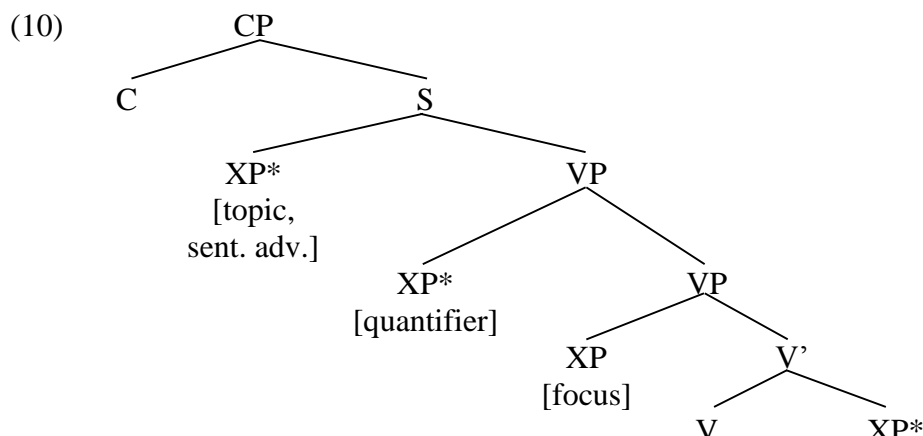 (10) CP
C S
XP* VP
[topic,
sent. adv.]
XP* VP
[quantifier]
XP V’
[focus]
V XP*